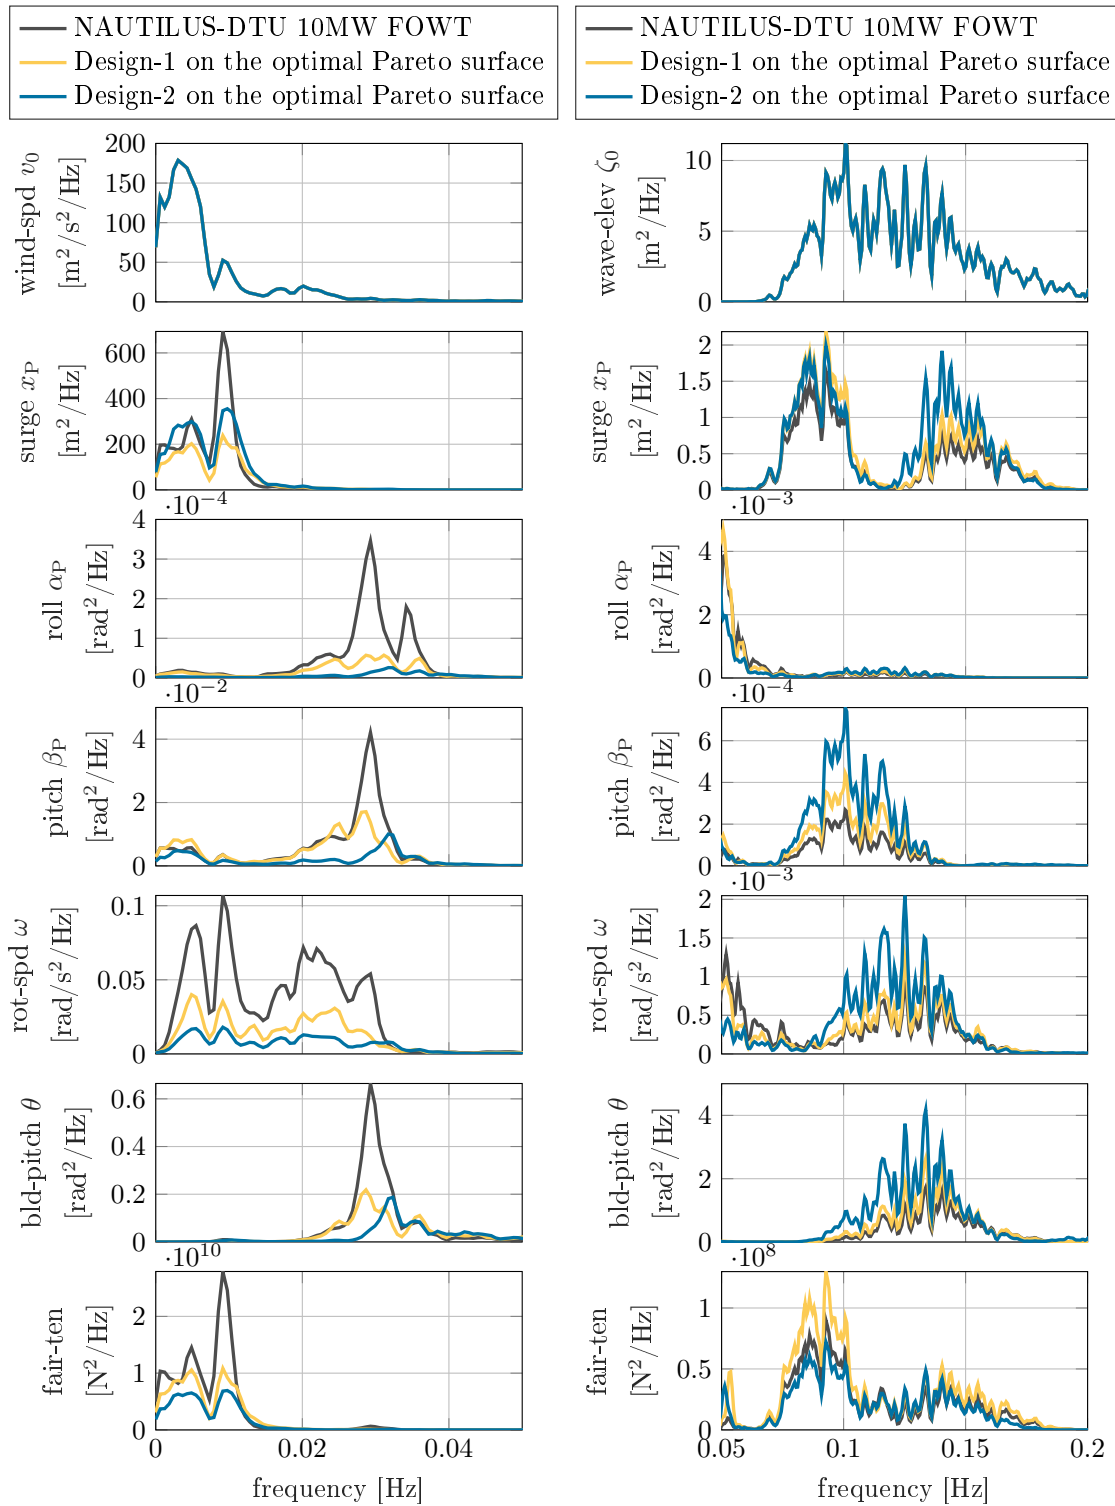 NAUTILUS-DTU 10MW FOWT
Design-1 on the optimal Pareto surface
Design-2 on the optimal Pareto surface
NAUTILUS-DTU 10MW FOWT
Design-1 on the optimal Pareto surface
Design-2 on the optimal Pareto surface
wind-spd v₀
[m²/s²/Hz]
200
150
100
50
0
wave-elev ζ₀
[m²/Hz]
10
5
0
surge x_P
[m²/Hz]
600
400
200
0
surge x_P
[m²/Hz]
2
1.5
1
0.5
0
·10⁻⁴
roll α_P
[rad²/Hz]
4
3
2
1
0
·10⁻³
roll α_P
[rad²/Hz]
4
2
0
·10⁻²
pitch β_P
[rad²/Hz]
4
2
0
·10⁻⁴
pitch β_P
[rad²/Hz]
6
4
2
0
rot-spd ω
[rad/s²/Hz]
0.1
0.05
0
·10⁻³
rot-spd ω
[rad/s²/Hz]
2
1.5
1
0.5
0
bld-pitch θ
[rad²/Hz]
0.6
0.4
0.2
0
bld-pitch θ
[rad²/Hz]
4
2
0
·10¹⁰
fair-ten
[N²/Hz]
2
1
0
·10⁸
fair-ten
[N²/Hz]
1
0.5
0
0 0.02 0.04
frequency [Hz]
0.05 0.1 0.15 0.2
frequency [Hz]